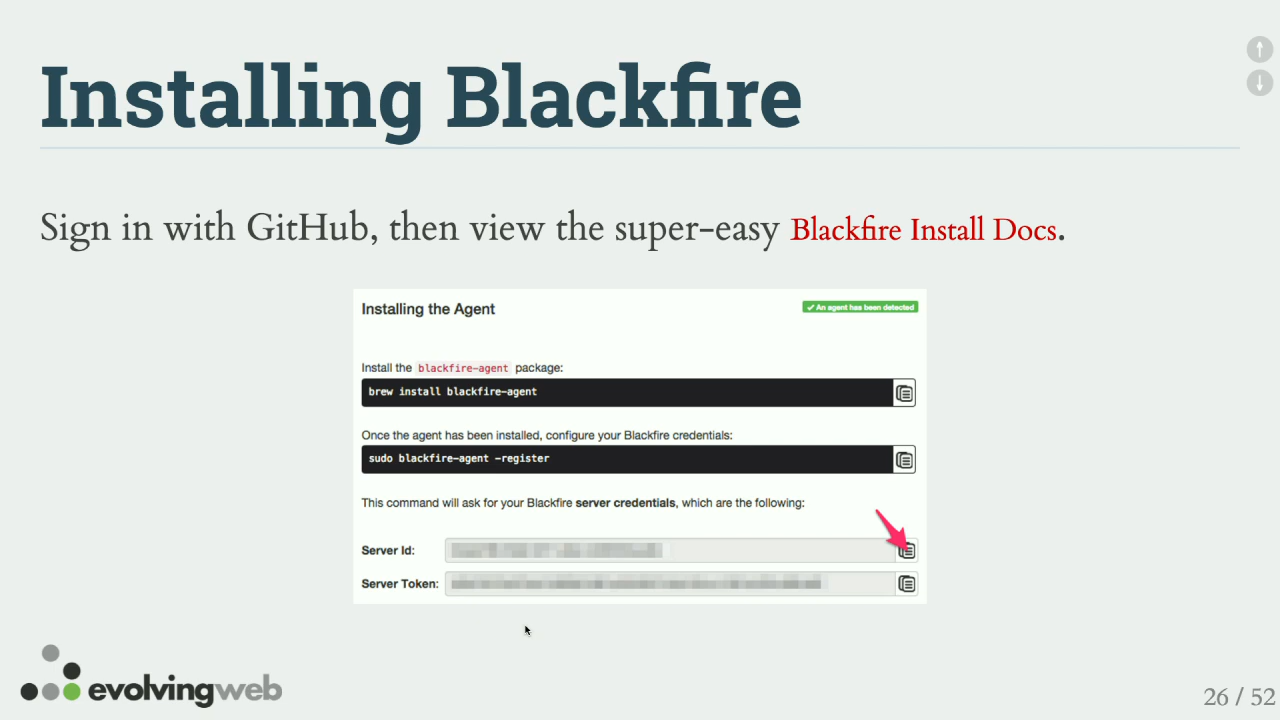 Installing Blackfire
Sign in with GitHub, then view the super-easy Blackfire Install Docs.
Installing the Agent
✓ An agent has been detected
Install the blackfire-agent package:
brew install blackfire-agent
Once the agent has been installed, configure your Blackfire credentials:
sudo blackfire-agent -register
This command will ask for your Blackfire server credentials, which are the following:
Server Id:
Server Token:
evolvingweb
26 / 52